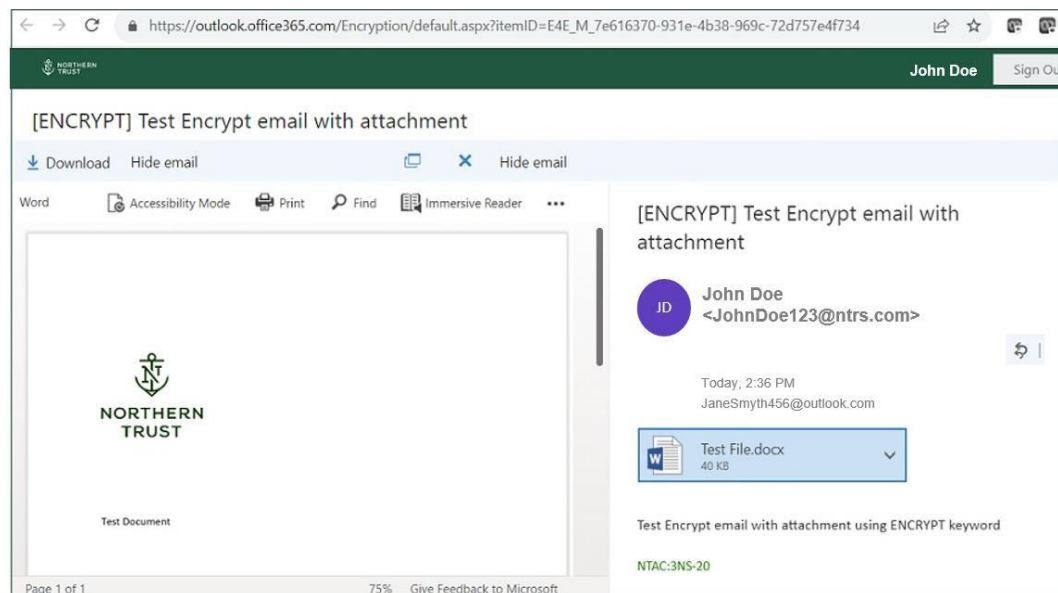 https://outlook.office365.com/Encryption/default.aspx?itemID=E4E_M_7e616370-931e-4b38-969c-72d757e4f734
NORTHERN
TRUST
John Doe
Sign Ou
[ENCRYPT] Test Encrypt email with attachment
Download Hide email
Hide email
Word Accessibility Mode Print Find Immersive Reader •••
NORTHERN
TRUST
Test Document
Page 1 of 1
75% Give Feedback to Microsoft
[ENCRYPT] Test Encrypt email with
attachment
JD
John Doe
<JohnDoe123@ntrs.com>
Today, 2:36 PM
JaneSmyth456@outlook.com
W
Test File.docx
40 KB
Test Encrypt email with attachment using ENCRYPT keyword
NTAC:3NS-20